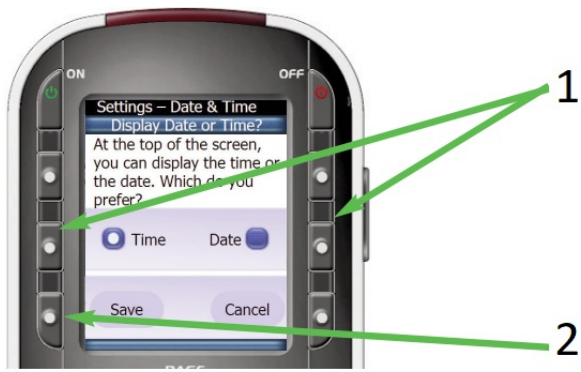 1
ON
OFF
Settings – Date & Time
Display Date or Time?
At the top of the screen,
you can display the time or
the date. Which do you
prefer?
Time Date
Save Cancel
2